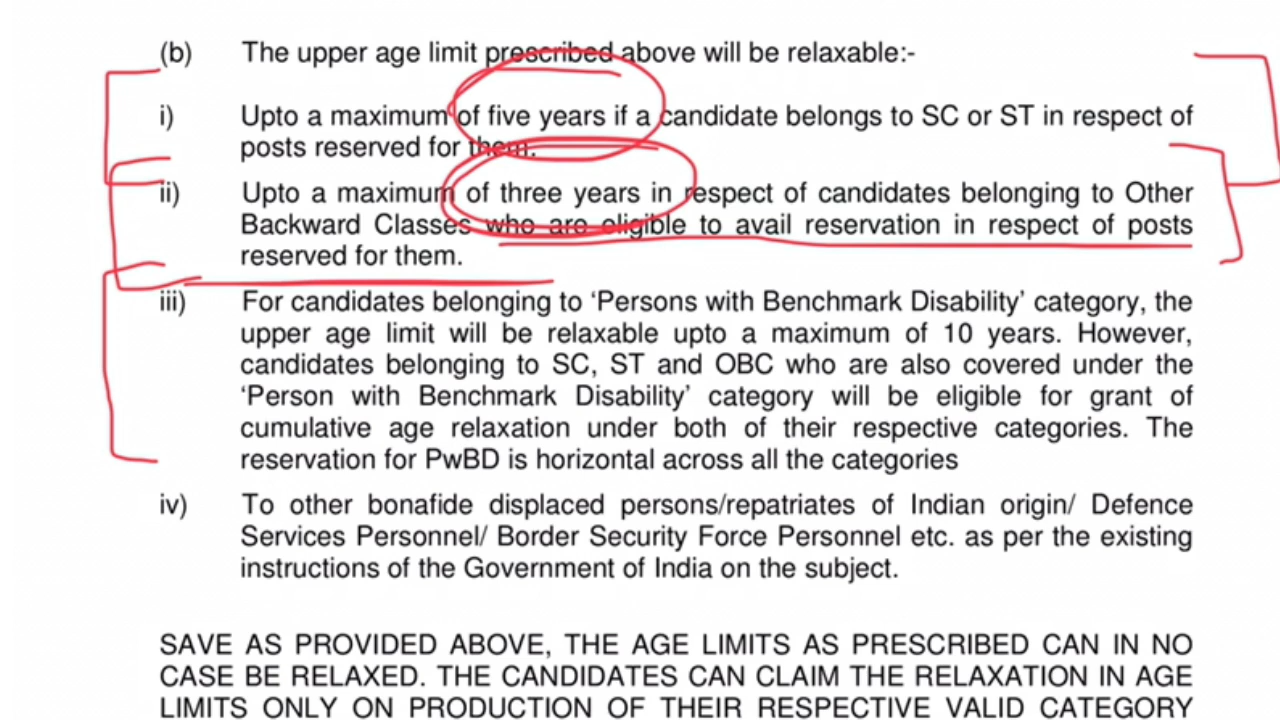 (b) The upper age limit prescribed above will be relaxable:-
i) Upto a maximum of five years if a candidate belongs to SC or ST in respect of
posts reserved for them.
ii) Upto a maximum of three years in respect of candidates belonging to Other
Backward Classes who are eligible to avail reservation in respect of posts
reserved for them.
iii) For candidates belonging to ‘Persons with Benchmark Disability’ category, the
upper age limit will be relaxable upto a maximum of 10 years. However,
candidates belonging to SC, ST and OBC who are also covered under the
‘Person with Benchmark Disability’ category will be eligible for grant of
cumulative age relaxation under both of their respective categories. The
reservation for PwBD is horizontal across all the categories
iv) To other bonafide displaced persons/repatriates of Indian origin/ Defence
Services Personnel/ Border Security Force Personnel etc. as per the existing
instructions of the Government of India on the subject.
SAVE AS PROVIDED ABOVE, THE AGE LIMITS AS PRESCRIBED CAN IN NO
CASE BE RELAXED. THE CANDIDATES CAN CLAIM THE RELAXATION IN AGE
LIMITS ONLY ON PRODUCTION OF THEIR RESPECTIVE VALID CATEGORY